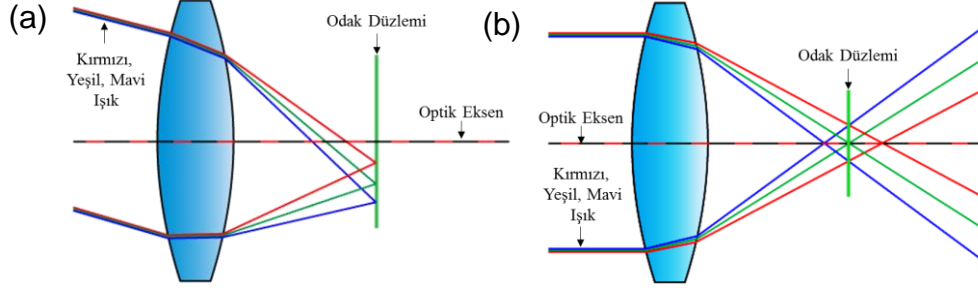 (a)
Kırmızı,
Yeşil, Mavi
Işık
Odak Düzlemi
Optik Eksen
(b)
Odak Düzlemi
Optik Eksen
Kırmızı,
Yeşil, Mavi
Işık